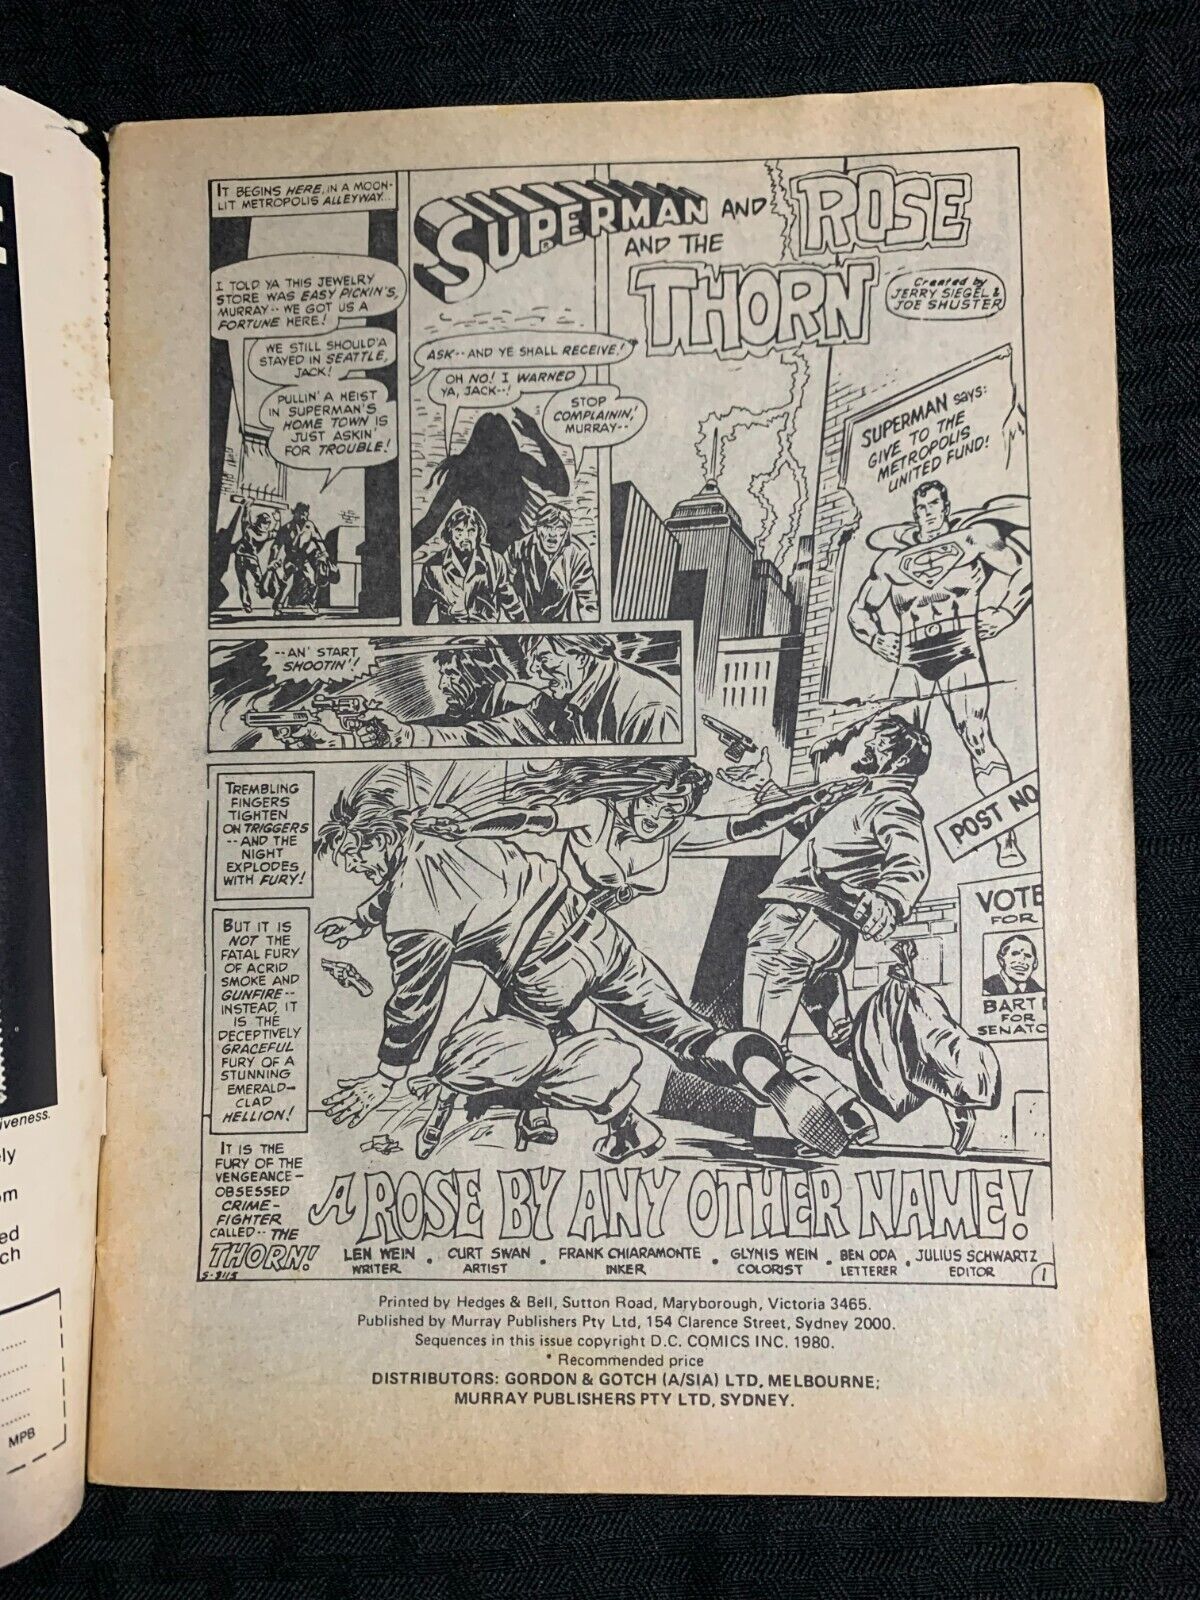 IT BEGINS HERE, IN A MOON-
LIT METROPOLIS ALLEYWAY...
SUPERMAN AND ROSE
AND THE
THORN
Created by
JERRY SIEGEL &
JOE SHUSTER
I TOLD YA THIS JEWELRY
STORE WAS EASY PICKIN'S,
MURRAY-- WE GOT US A
FORTUNE HERE!
WE STILL SHOULD'A
STAYED IN SEATTLE,
JACK!
PULLIN' A HEIST
IN SUPERMAN'S
HOME TOWN IS
JUST ASKIN'
FOR TROUBLE!
ASK-- AND YE SHALL RECEIVE!
OH NO! I WARNED
YA, JACK--!
STOP
COMPLAININ',
MURRAY--
SUPERMAN says:
GIVE TO THE
METROPOLIS
UNITED FUND!
S
--AN' START
SHOOTIN'!
TREMBLING
FINGERS
TIGHTEN
ON TRIGGERS
--AND THE
NIGHT
EXPLODES
WITH FURY!
BUT IT IS
NOT THE
FATAL FURY
OF ACRID
SMOKE AND
GUNFIRE--
INSTEAD, IT
IS THE
DECEPTIVELY
GRACEFUL
FURY OF A
STUNNING
EMERALD-
CLAD
HELLION!
POST NO
VOTE
FOR
BART
FOR
SENATO
IT IS THE
FURY OF THE
VENGEANCE-
OBSESSED
CRIME-
FIGHTER
CALLED-- THE
THORN!
A ROSE BY ANY OTHER NAME!
LEN WEIN • CURT SWAN • FRANK CHIARAMONTE • GLYNIS WEIN • BEN ODA • JULIUS SCHWARTZ
WRITER ARTIST INKER COLORIST LETTERER EDITOR
1
Printed by Hedges & Bell, Sutton Road, Maryborough, Victoria 3465.
Published by Murray Publishers Pty Ltd, 154 Clarence Street, Sydney 2000.
Sequences in this issue copyright D.C. COMICS INC. 1980.
* Recommended price
DISTRIBUTORS: GORDON & GOTCH (A/SIA) LTD, MELBOURNE;
MURRAY PUBLISHERS PTY LTD, SYDNEY.
iveness.
ely
om
ed
ch
MPB